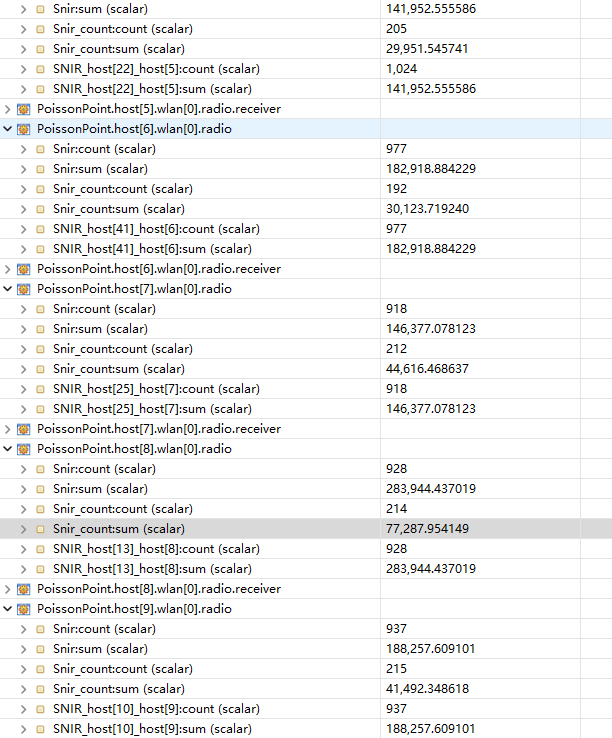 Snir:sum (scalar) 141,952.555586
Snir_count:count (scalar) 205
Snir_count:sum (scalar) 29,951.545741
SNIR_host[22]_host[5]:count (scalar) 1,024
SNIR_host[22]_host[5]:sum (scalar) 141,952.555586
PoissonPoint.host[5].wlan[0].radio.receiver
PoissonPoint.host[6].wlan[0].radio
Snir:count (scalar) 977
Snir:sum (scalar) 182,918.884229
Snir_count:count (scalar) 192
Snir_count:sum (scalar) 30,123.719240
SNIR_host[41]_host[6]:count (scalar) 977
SNIR_host[41]_host[6]:sum (scalar) 182,918.884229
PoissonPoint.host[6].wlan[0].radio.receiver
PoissonPoint.host[7].wlan[0].radio
Snir:count (scalar) 918
Snir:sum (scalar) 146,377.078123
Snir_count:count (scalar) 212
Snir_count:sum (scalar) 44,616.468637
SNIR_host[25]_host[7]:count (scalar) 918
SNIR_host[25]_host[7]:sum (scalar) 146,377.078123
PoissonPoint.host[7].wlan[0].radio.receiver
PoissonPoint.host[8].wlan[0].radio
Snir:count (scalar) 928
Snir:sum (scalar) 283,944.437019
Snir_count:count (scalar) 214
Snir_count:sum (scalar) 77,287.954149
SNIR_host[13]_host[8]:count (scalar) 928
SNIR_host[13]_host[8]:sum (scalar) 283,944.437019
PoissonPoint.host[8].wlan[0].radio.receiver
PoissonPoint.host[9].wlan[0].radio
Snir:count (scalar) 937
Snir:sum (scalar) 188,257.609101
Snir_count:count (scalar) 215
Snir_count:sum (scalar) 41,492.348618
SNIR_host[10]_host[9]:count (scalar) 937
SNIR_host[10]_host[9]:sum (scalar) 188,257.609101